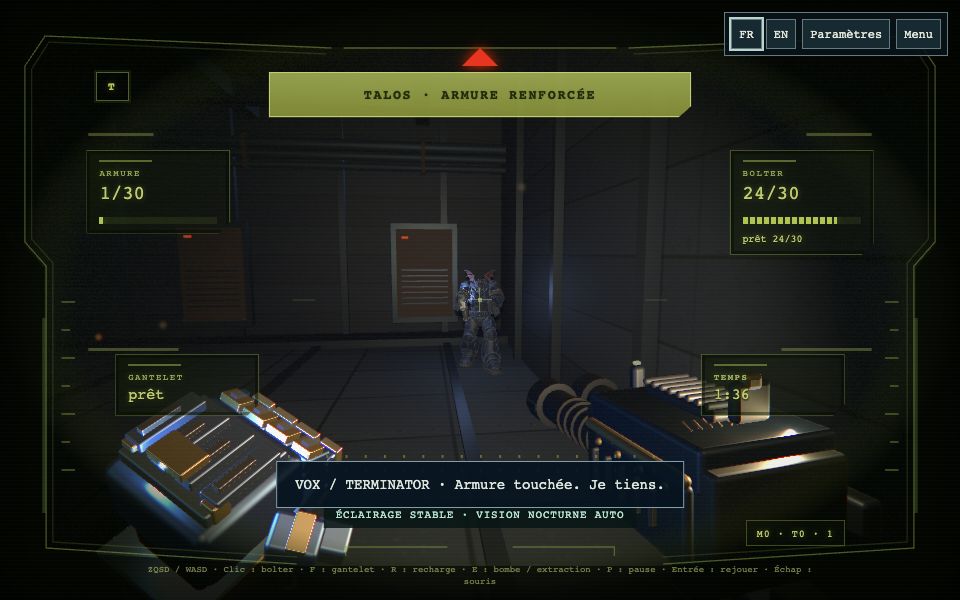 FR EN Paramètres Menu
T
TALOS · ARMURE RENFORCÉE
ARMURE
1/30
BOLTER
24/30
prêt 24/30
GANTELET
prêt
TEMPS
1:36
VOX / TERMINATOR · Armure touchée. Je tiens.
ÉCLAIRAGE STABLE · VISION NOCTURNE AUTO
M0 · T0 · 1
ZQSD / WASD · Clic : bolter · F : gantelet · R : recharge · E : bombe / extraction · P : pause · Entrée : rejouer · Échap :
souris